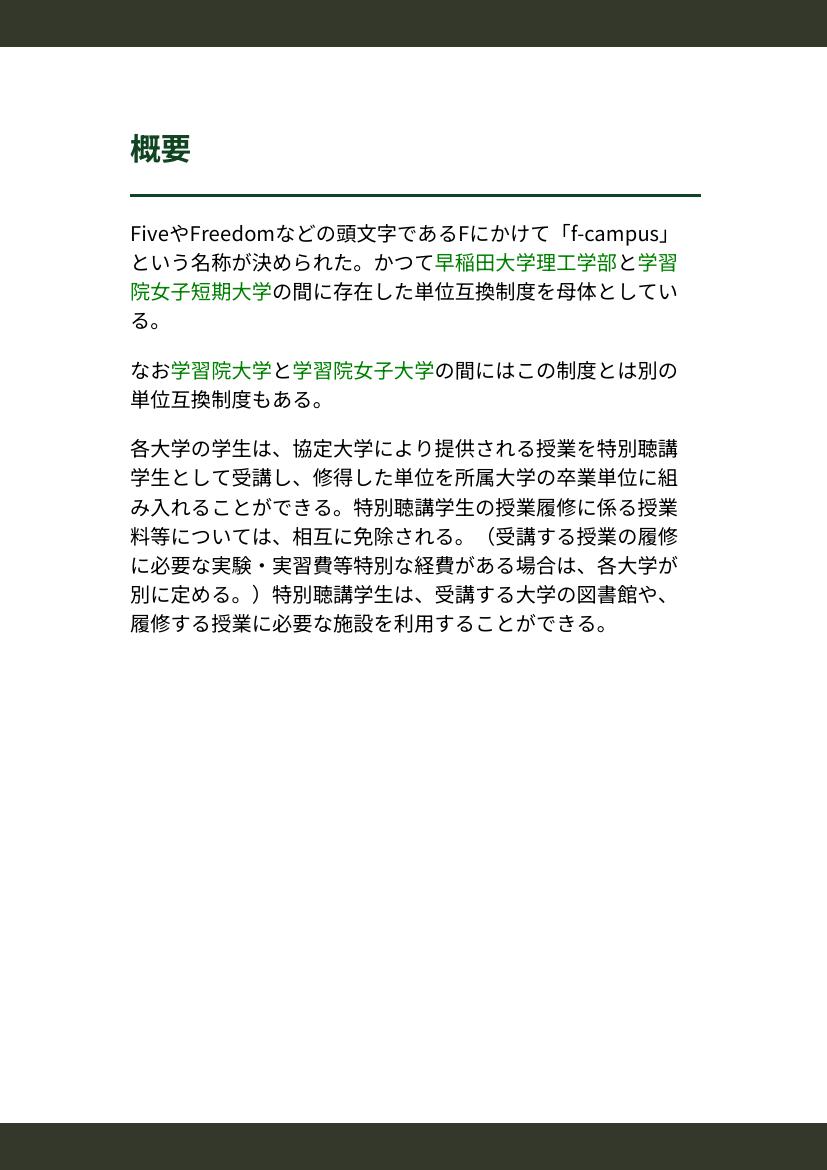 概要
FiveやFreedomなどの頭文字であるFにかけて「f-campus」
という名称が決められた。かつて早稲田大学理工学部と学習
院女子短期大学の間に存在した単位互換制度を母体としてい
る。
なお学習院大学と学習院女子大学の間にはこの制度とは別の
単位互換制度もある。
各大学の学生は、協定大学により提供される授業を特別聴講
学生として受講し、修得した単位を所属大学の卒業単位に組
み入れることができる。特別聴講学生の授業履修に係る授業
料等については、相互に免除される。（受講する授業の履修
に必要な実験・実習費等特別な経費がある場合は、各大学が
別に定める。）特別聴講学生は、受講する大学の図書館や、
履修する授業に必要な施設を利用することができる。